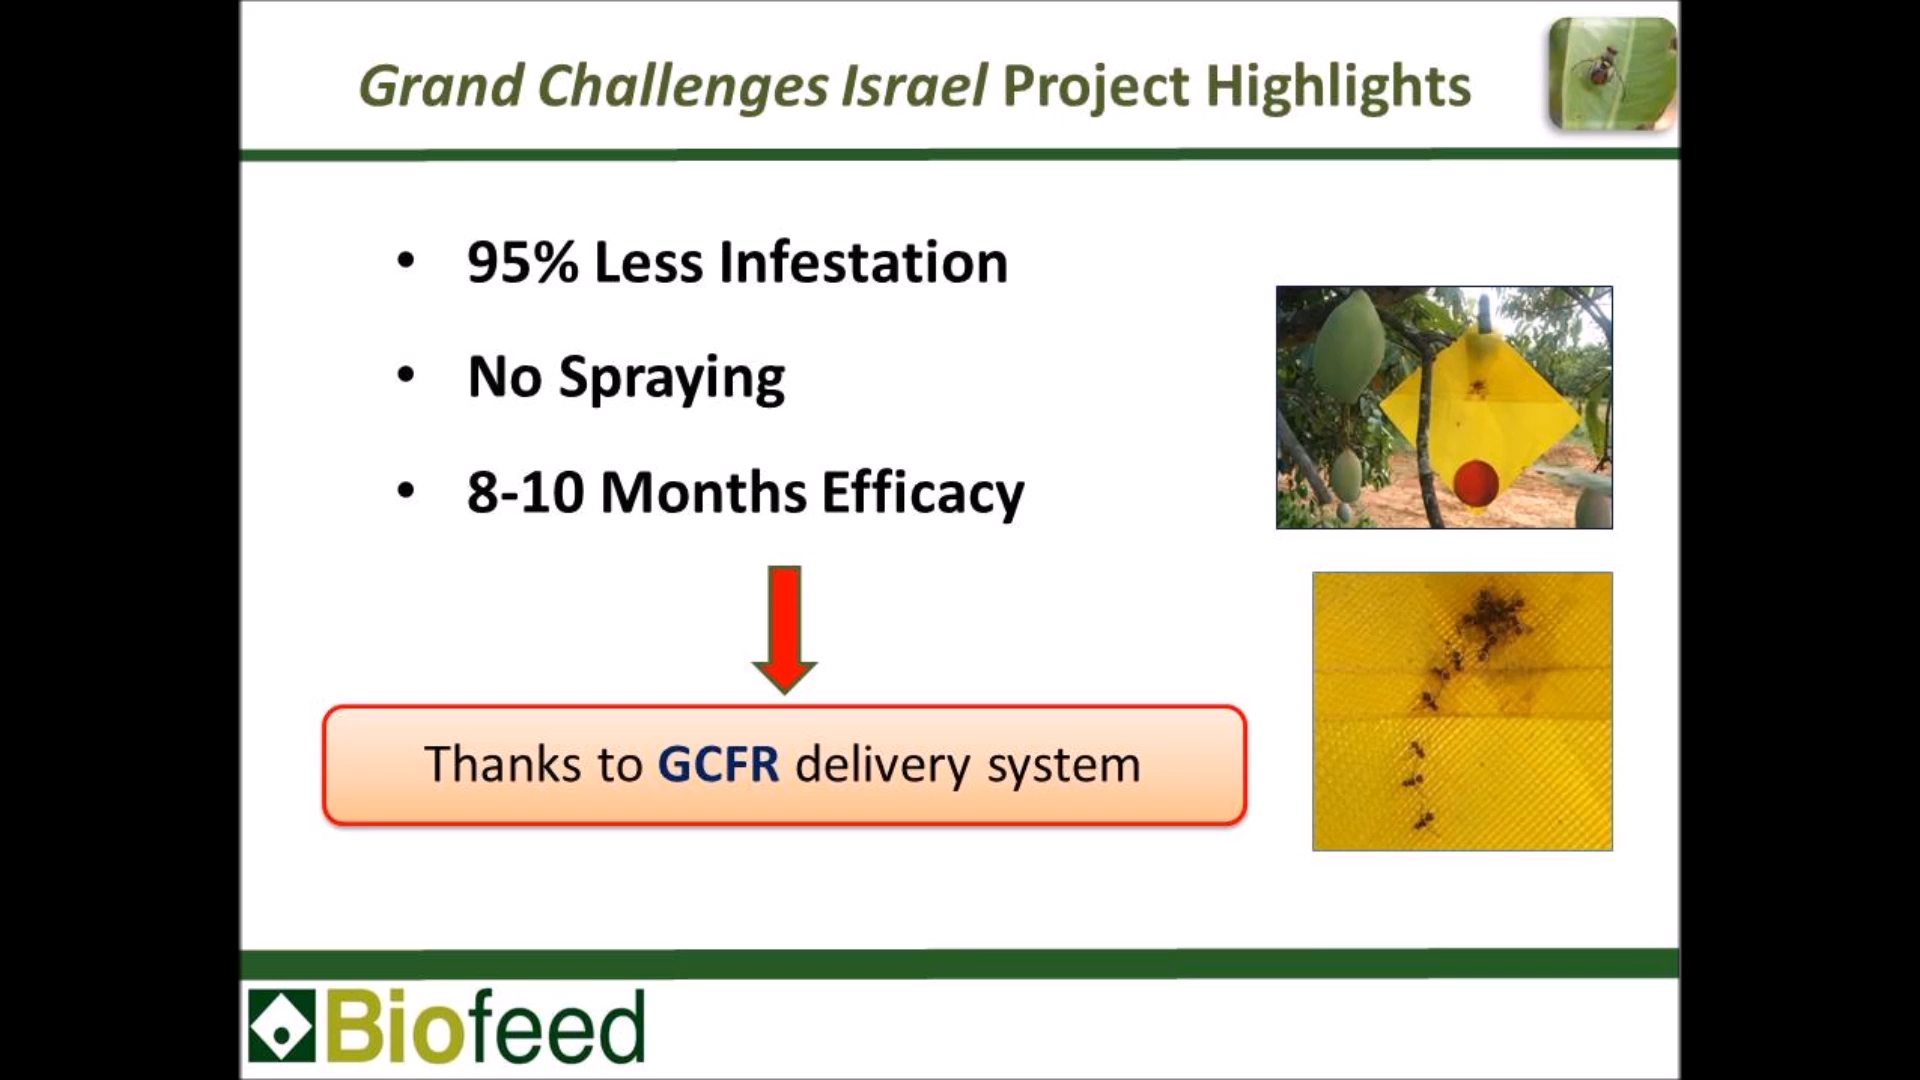 Grand Challenges Israel Project Highlights
• 95% Less Infestation
• No Spraying
• 8-10 Months Efficacy
Thanks to GCFR delivery system
Biofeed